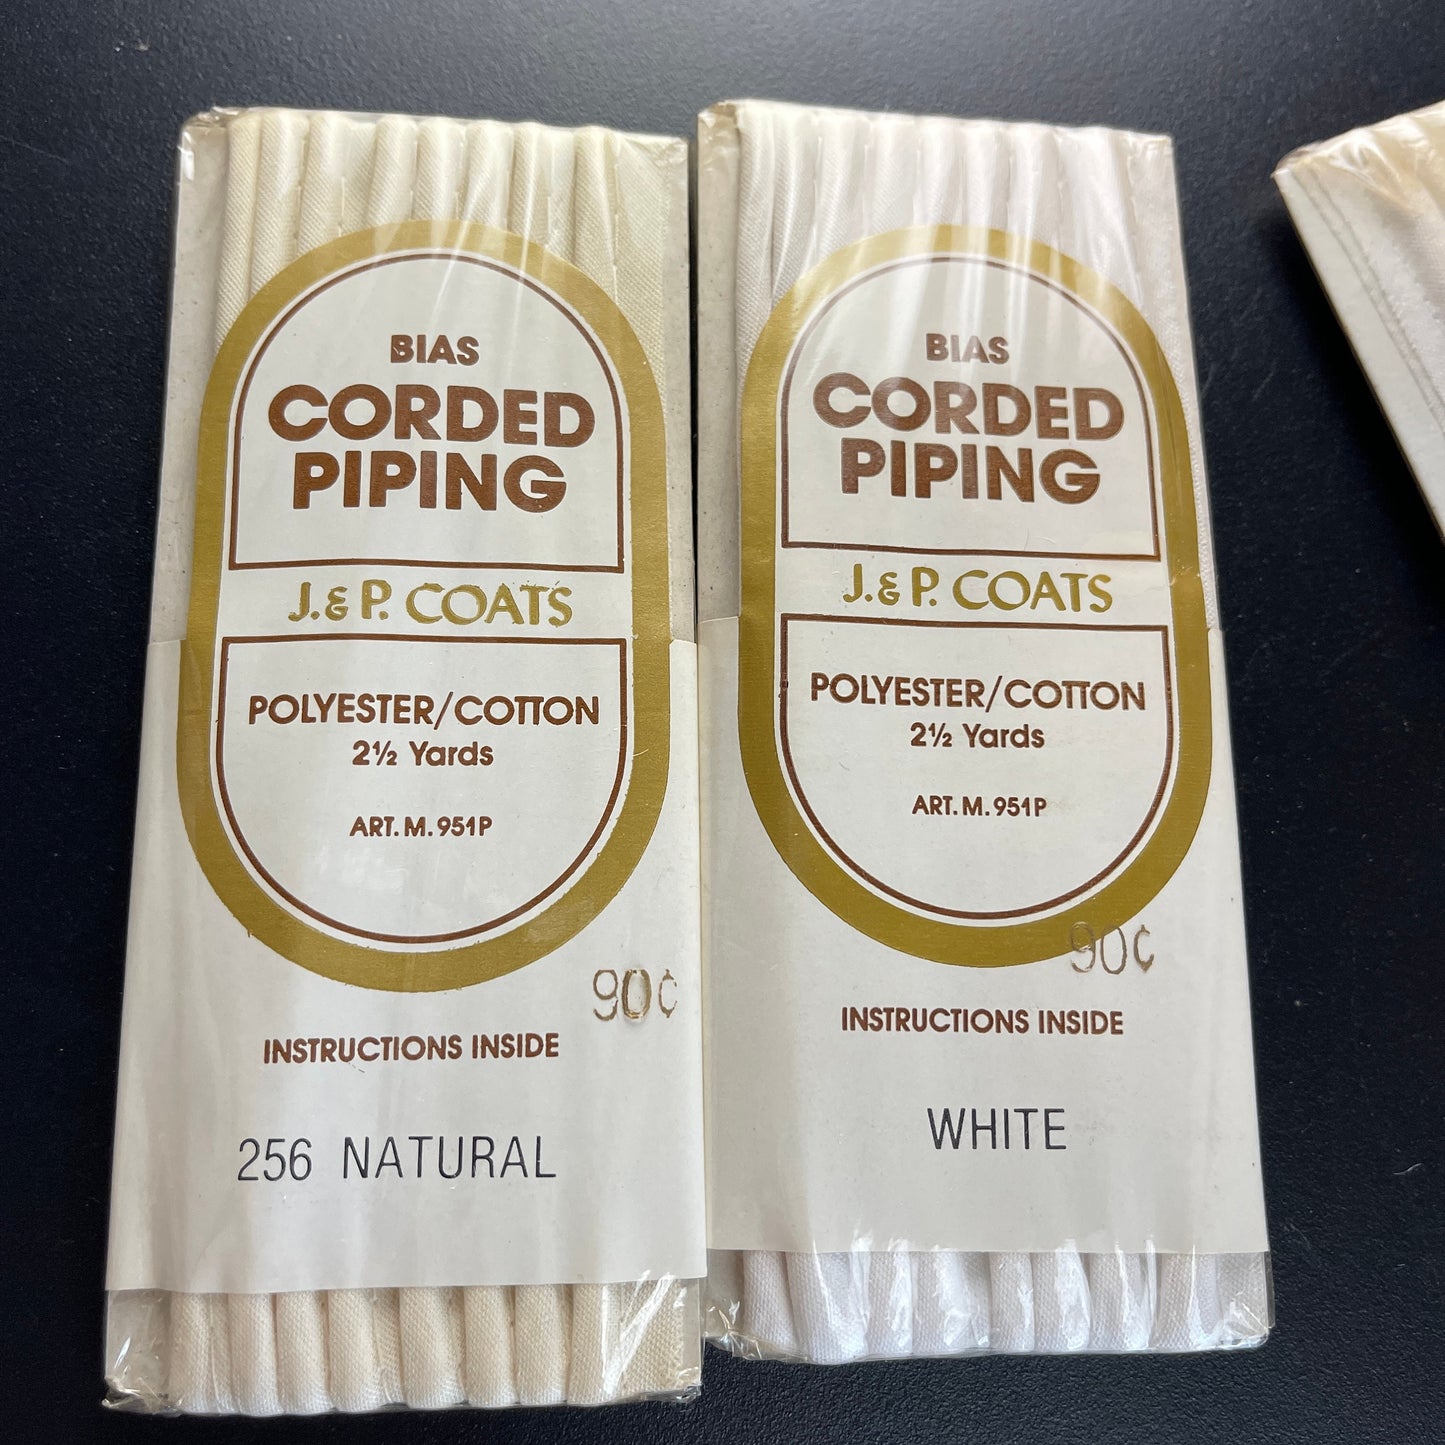 BIAS
CORDED
PIPING
J. & P. COATS
POLYESTER/COTTON
2½ Yards
ART. M. 951P
90¢
INSTRUCTIONS INSIDE
256 NATURAL
BIAS
CORDED
PIPING
J. & P. COATS
POLYESTER/COTTON
2½ Yards
ART. M. 951P
90¢
INSTRUCTIONS INSIDE
WHITE